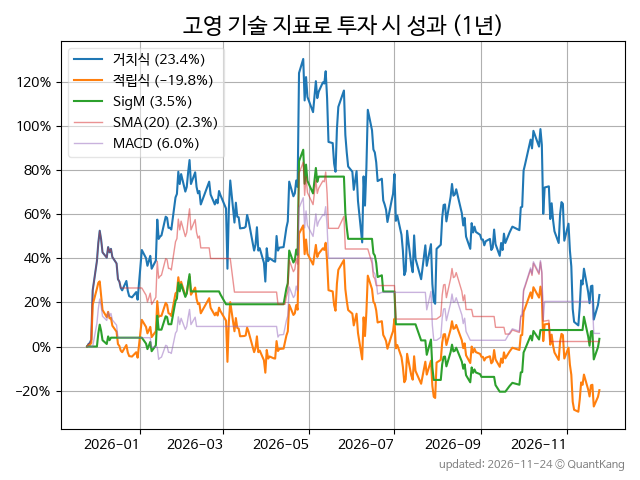 고영 기술 지표로 투자 시 성과 (1년)
거치식 (23.4%)
적립식 (−19.8%)
SigM (3.5%)
SMA(20) (2.3%)
MACD (6.0%)
120%
100%
80%
60%
40%
20%
0%
−20%
2026-01 2026-03 2026-05 2026-07 2026-09 2026-11
updated: 2026-11-24 © QuantKang